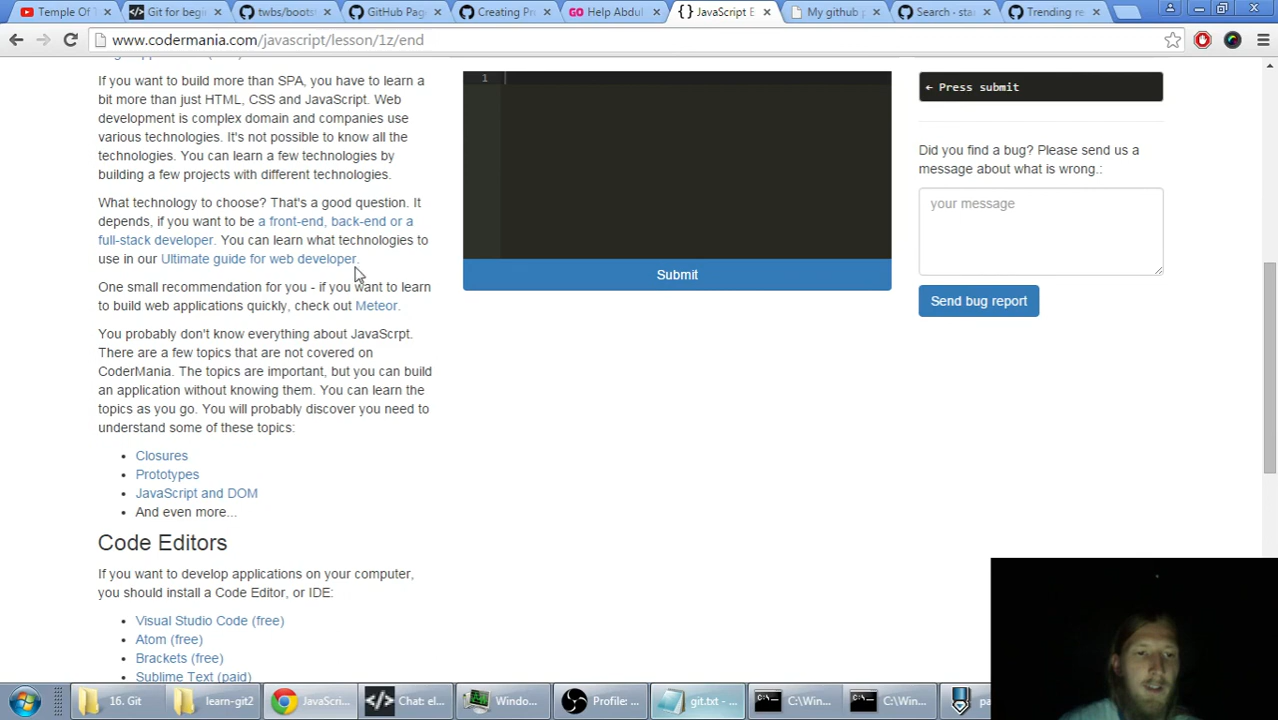 Temple Of T
Git for begin
twbs/bootst
GitHub Page
Creating Pro
Help Abdul
JavaScript E
My github p
Search · sta
Trending re
www.codermania.com/javascript/lesson/1z/end
If you want to build more than SPA, you have to learn a
bit more than just HTML, CSS and JavaScript. Web
development is complex domain and companies use
various technologies. It's not possible to know all the
technologies. You can learn a few technologies by
building a few projects with different technologies.
What technology to choose? That's a good question. It
depends, if you want to be a front-end, back-end or a
full-stack developer. You can learn what technologies to
use in our Ultimate guide for web developer.
One small recommendation for you - if you want to learn
to build web applications quickly, check out Meteor.
You probably don't know everything about JavaScrpt.
There are a few topics that are not covered on
CoderMania. The topics are important, but you can build
an application without knowing them. You can learn the
topics as you go. You will probably discover you need to
understand some of these topics:
• Closures
• Prototypes
• JavaScript and DOM
• And even more...
Code Editors
If you want to develop applications on your computer,
you should install a Code Editor, or IDE:
• Visual Studio Code (free)
• Atom (free)
• Brackets (free)
• Sublime Text (paid)
1
Submit
← Press submit
Did you find a bug? Please send us a
message about what is wrong.:
your message
Send bug report
16. Git
learn-git2
JavaScri...
Chat: el...
Windo...
Profile: ...
git.txt - ...
C:\Win...
C:\Win...
pa